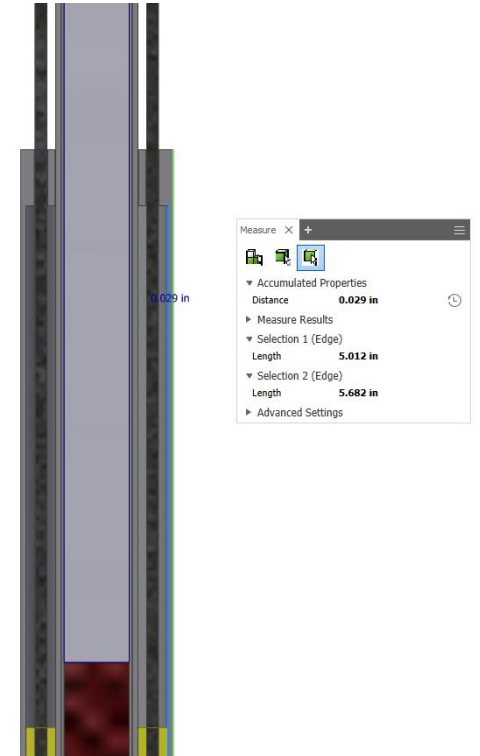 Measure X +
Accumulated Properties
Distance 0.029 in
0.029 in
Measure Results
Selection 1 (Edge)
Length 5.012 in
Selection 2 (Edge)
Length 5.682 in
Advanced Settings